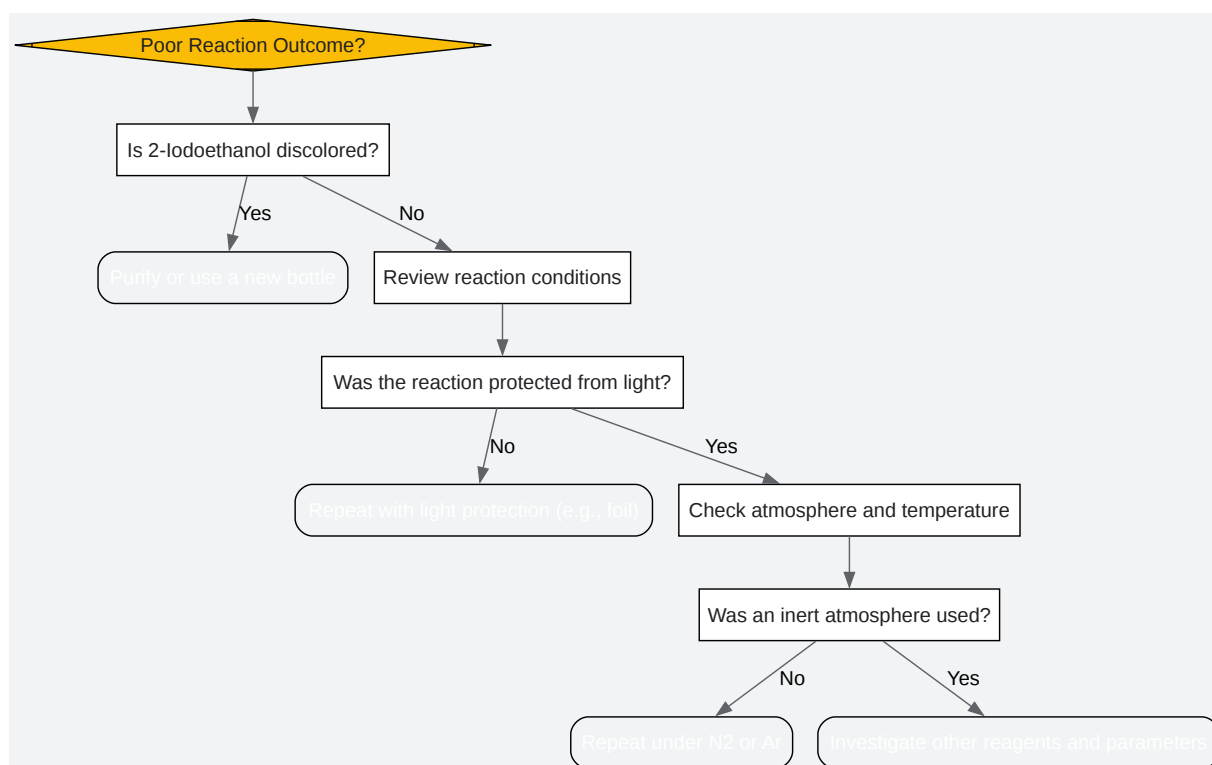 Poor Reaction Outcome?
Is 2-Iodoethanol discolored?
Yes
No
Purify or use a new bottle
Review reaction conditions
Was the reaction protected from light?
No
Yes
Repeat with light protection (e.g., foil)
Check atmosphere and temperature
Was an inert atmosphere used?
No
Yes
Repeat under N2 or Ar
Investigate other reagents and parameters